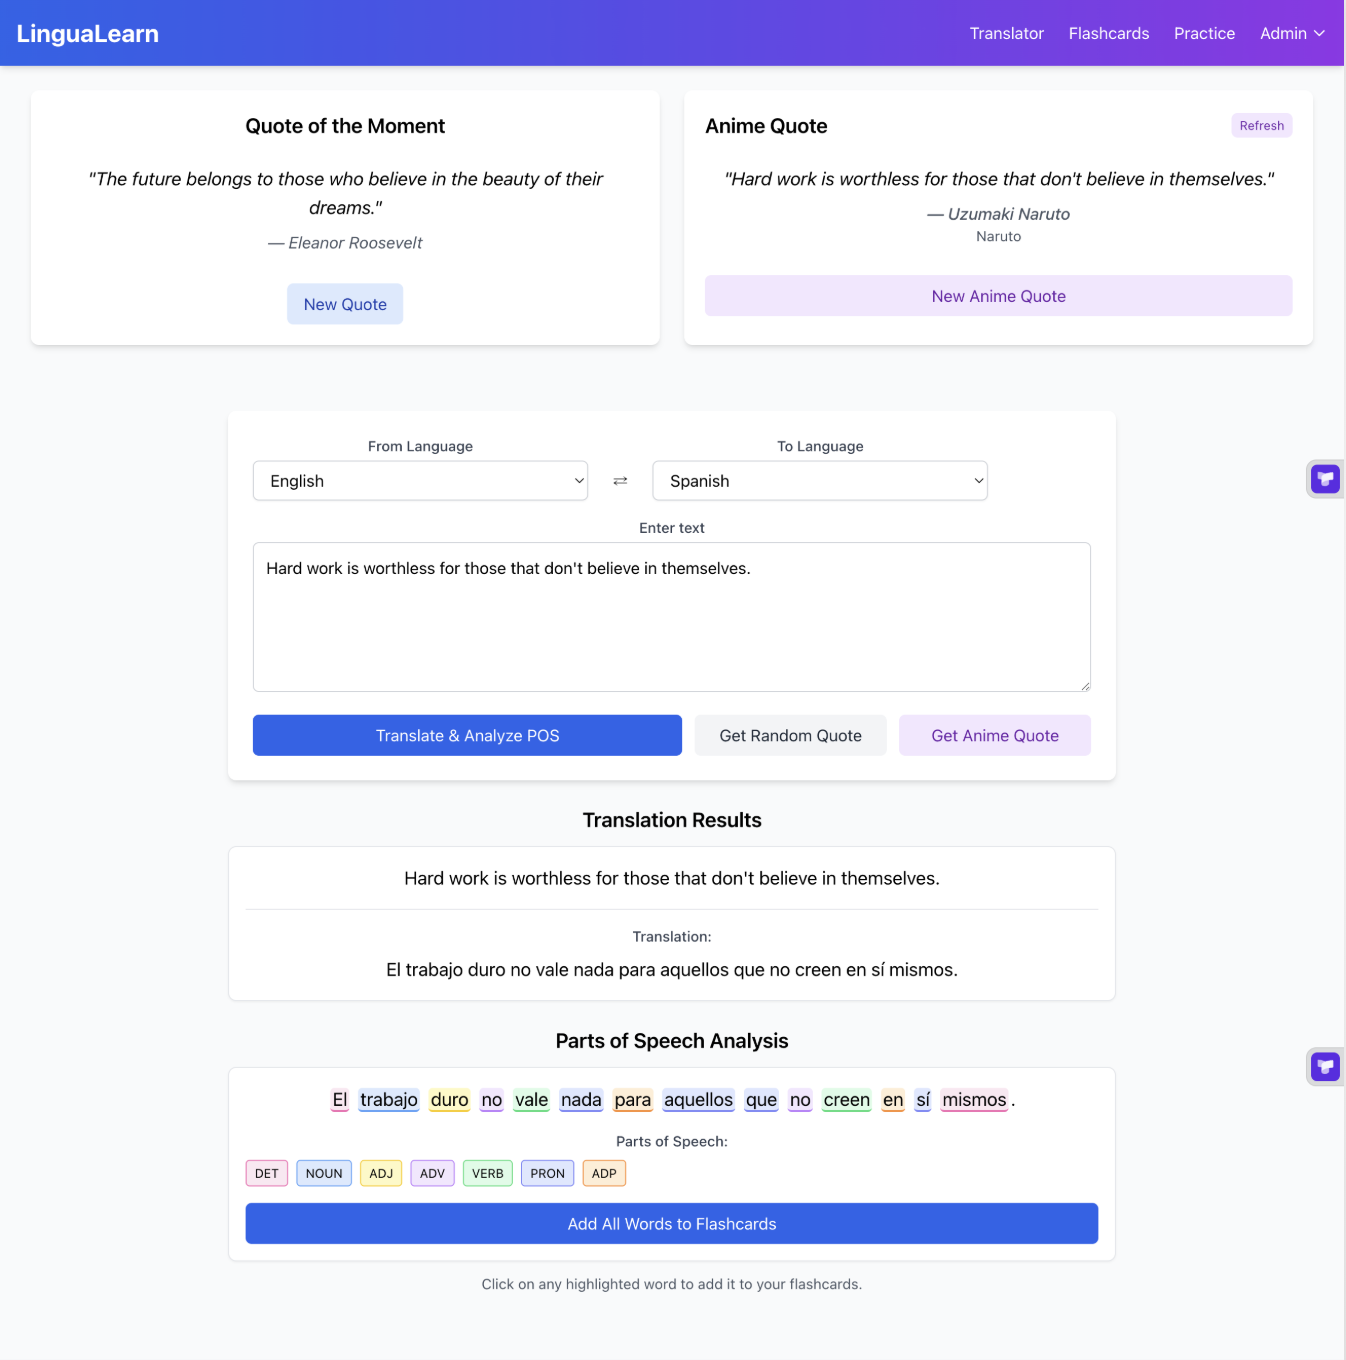 LinguaLearn
Translator
Flashcards
Practice
Admin
Quote of the Moment
"The future belongs to those who believe in the beauty of their
dreams."
— Eleanor Roosevelt
New Quote
Anime Quote
Refresh
"Hard work is worthless for those that don't believe in themselves."
— Uzumaki Naruto
Naruto
New Anime Quote
From Language
English
⇄
To Language
Spanish
Enter text
Hard work is worthless for those that don't believe in themselves.
Translate & Analyze POS
Get Random Quote
Get Anime Quote
Translation Results
Hard work is worthless for those that don't believe in themselves.
Translation:
El trabajo duro no vale nada para aquellos que no creen en sí mismos.
Parts of Speech Analysis
El trabajo duro no vale nada para aquellos que no creen en sí mismos .
Parts of Speech:
DET NOUN ADJ ADV VERB PRON ADP
Add All Words to Flashcards
Click on any highlighted word to add it to your flashcards.